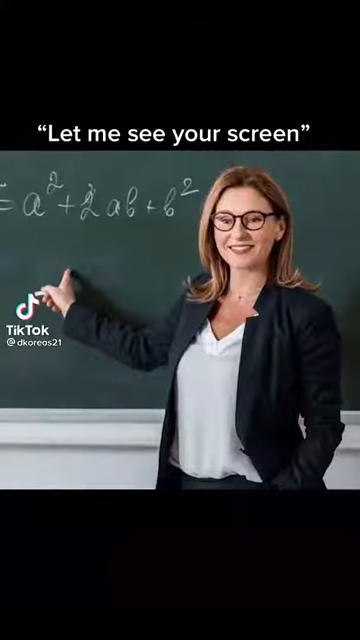 “Let me see your screen”
= a² + 2ab + b²
TikTok
@dkoreas21